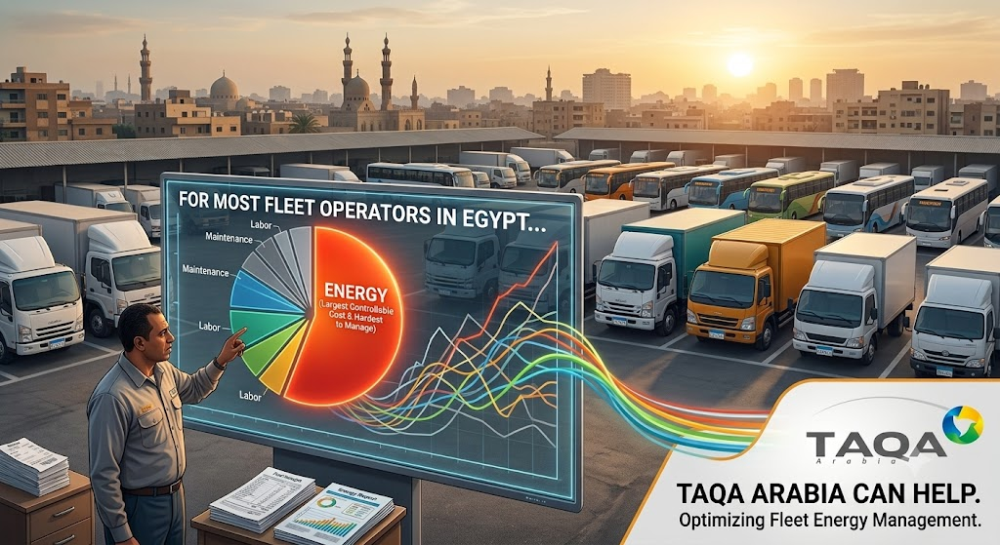 FOR MOST FLEET OPERATORS IN EGYPT...
Labor
Maintenance
Maintenance
Labor
Labor
ENERGY
(Largest Controllable
Cost & Hardest
to Manage)
Energy Report
TAQA
Arabia
TAQA ARABIA CAN HELP.
Optimizing Fleet Energy Management.